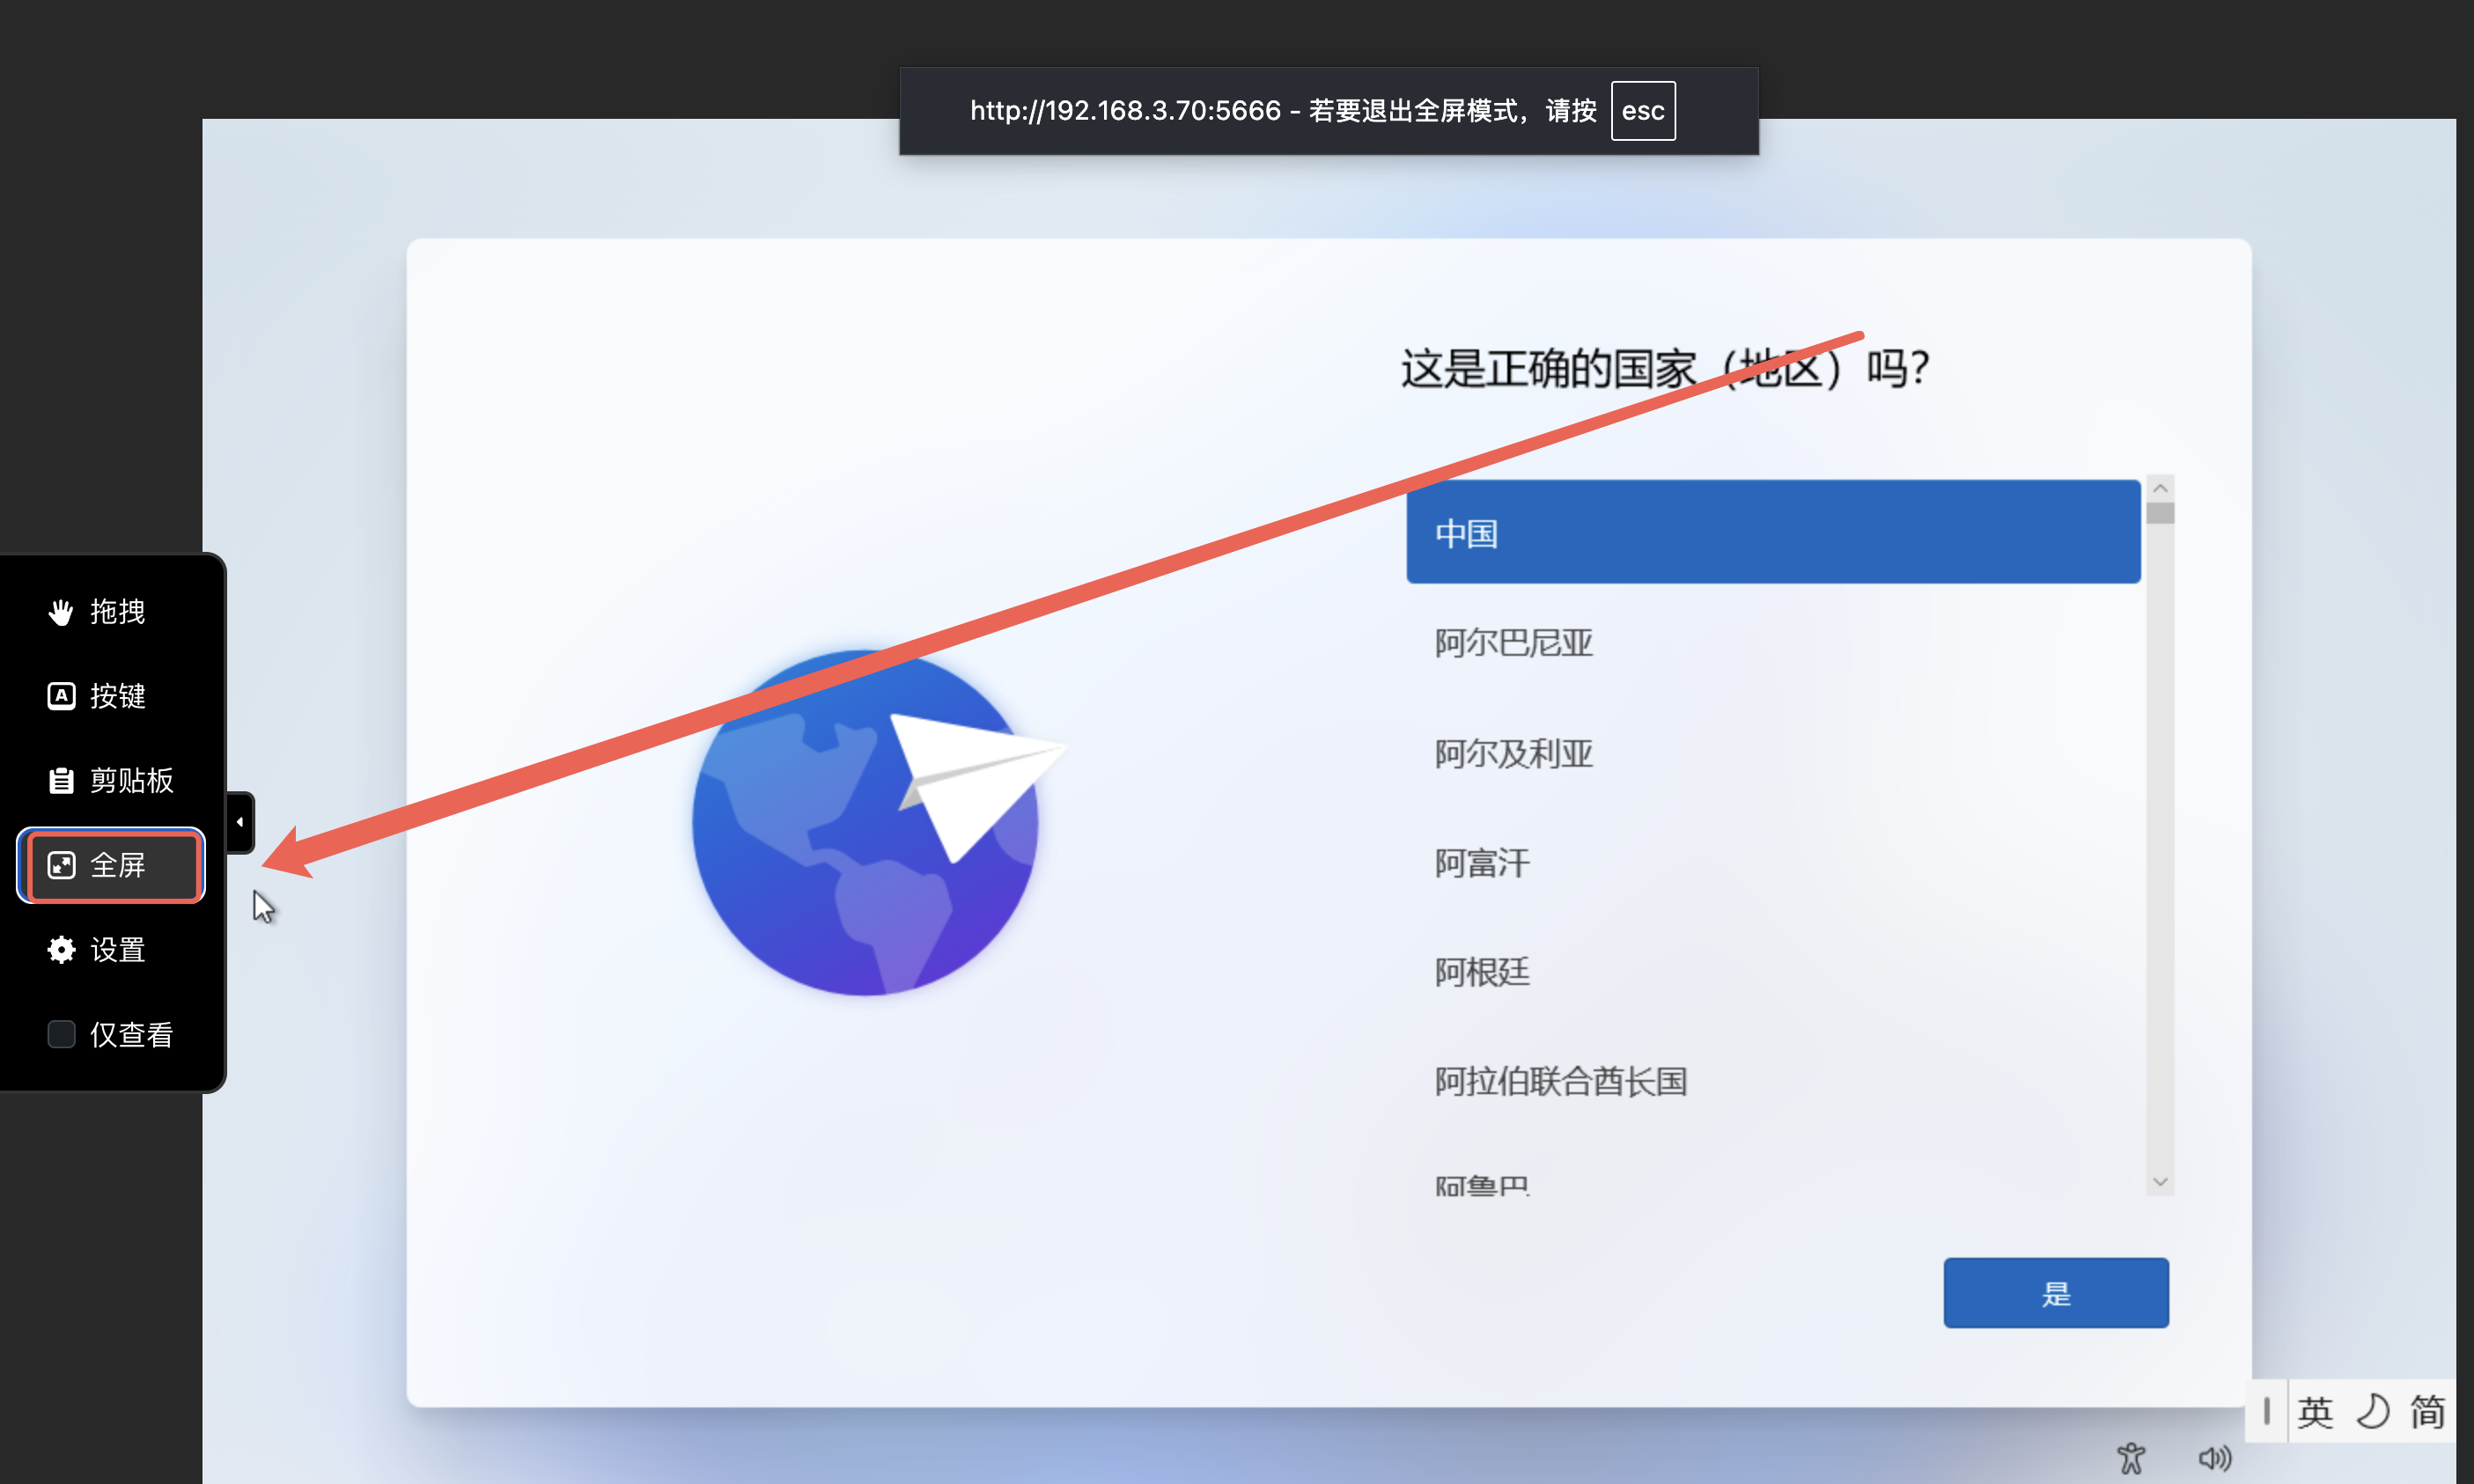 http://192.168.3.70:5666 - 若要退出全屏模式，请按 esc
这是正确的国家（地区）吗？
中国
阿尔巴尼亚
阿尔及利亚
阿富汗
阿根廷
阿拉伯联合酋长国
阿鲁巴
是
拖拽
按键
剪贴板
全屏
设置
仅查看
英 简